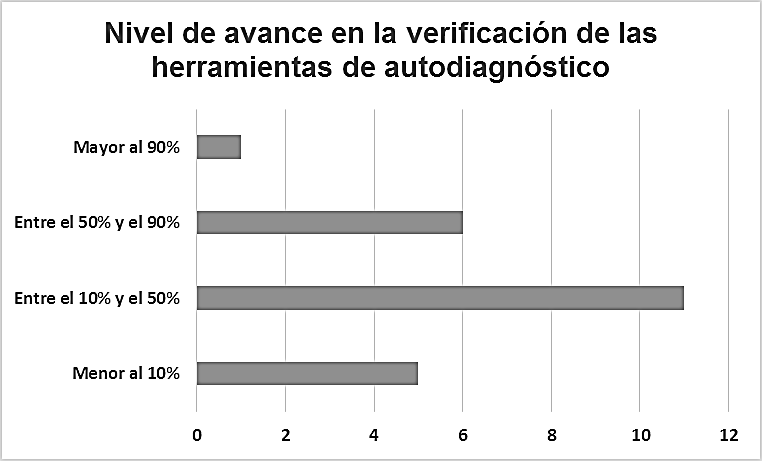 Nivel de avance en la verificación de las
herramientas de autodiagnóstico
Mayor al 90%
Entre el 50% y el 90%
Entre el 10% y el 50%
Menor al 10%
0 2 4 6 8 10 12